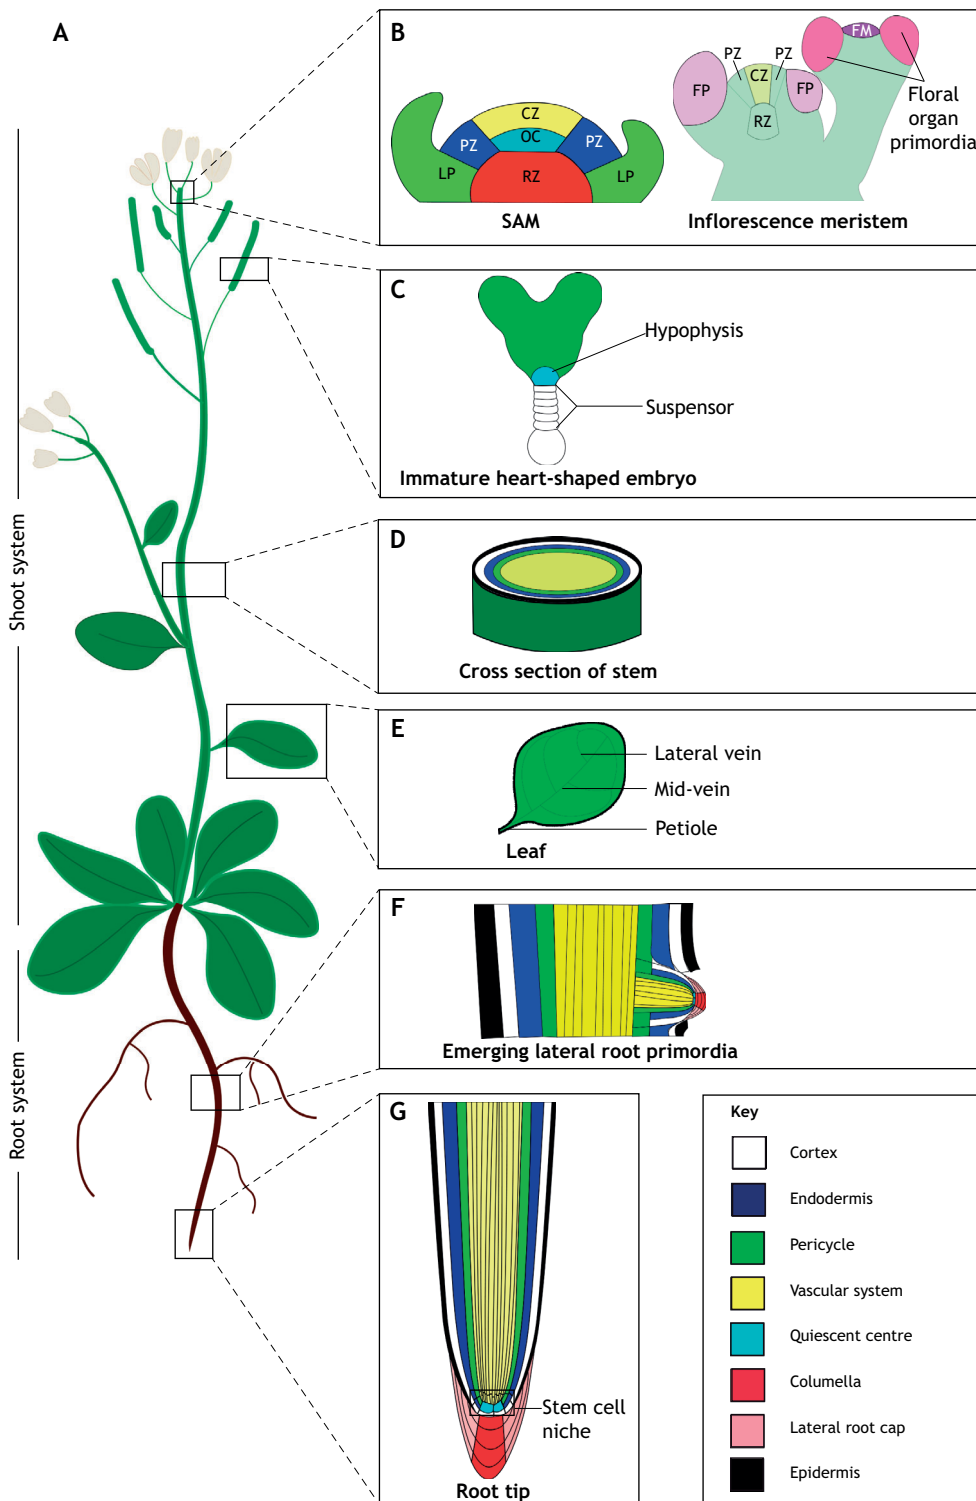 A
Shoot system
Root system
B
CZ
OC
PZ
PZ
LP
LP
RZ
SAM
FM
PZ
PZ
CZ
FP
FP
RZ
Floral
organ
primordia
Inflorescence meristem
C
Hypophysis
Suspensor
Immature heart-shaped embryo
D
Cross section of stem
E
Lateral vein
Mid-vein
Petiole
Leaf
F
Emerging lateral root primordia
G
Stem cell
niche
Root tip
Key
Cortex
Endodermis
Pericycle
Vascular system
Quiescent centre
Columella
Lateral root cap
Epidermis